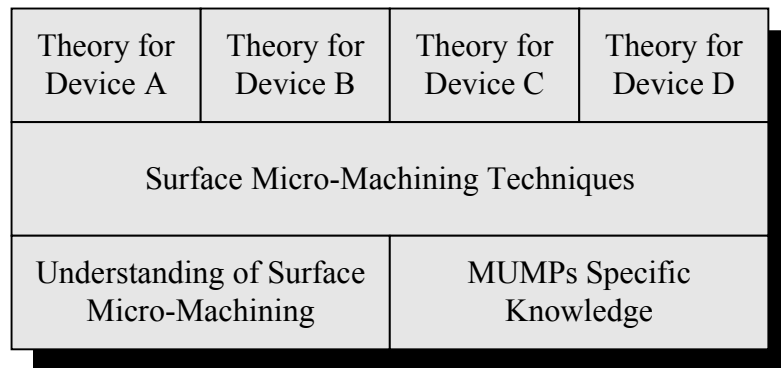 Theory for
Device A
Theory for
Device B
Theory for
Device C
Theory for
Device D
Surface Micro-Machining Techniques
Understanding of Surface
Micro-Machining
MUMPs Specific
Knowledge